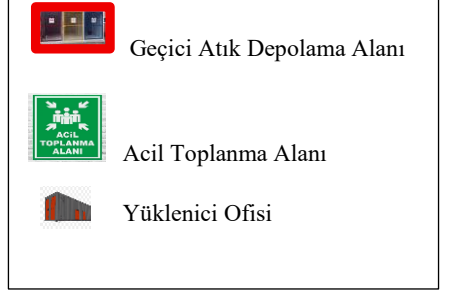 Geçici Atık Depolama Alanı
ACİL
TOPLANMA
ALANI
Acil Toplanma Alanı
Yüklenici Ofisi